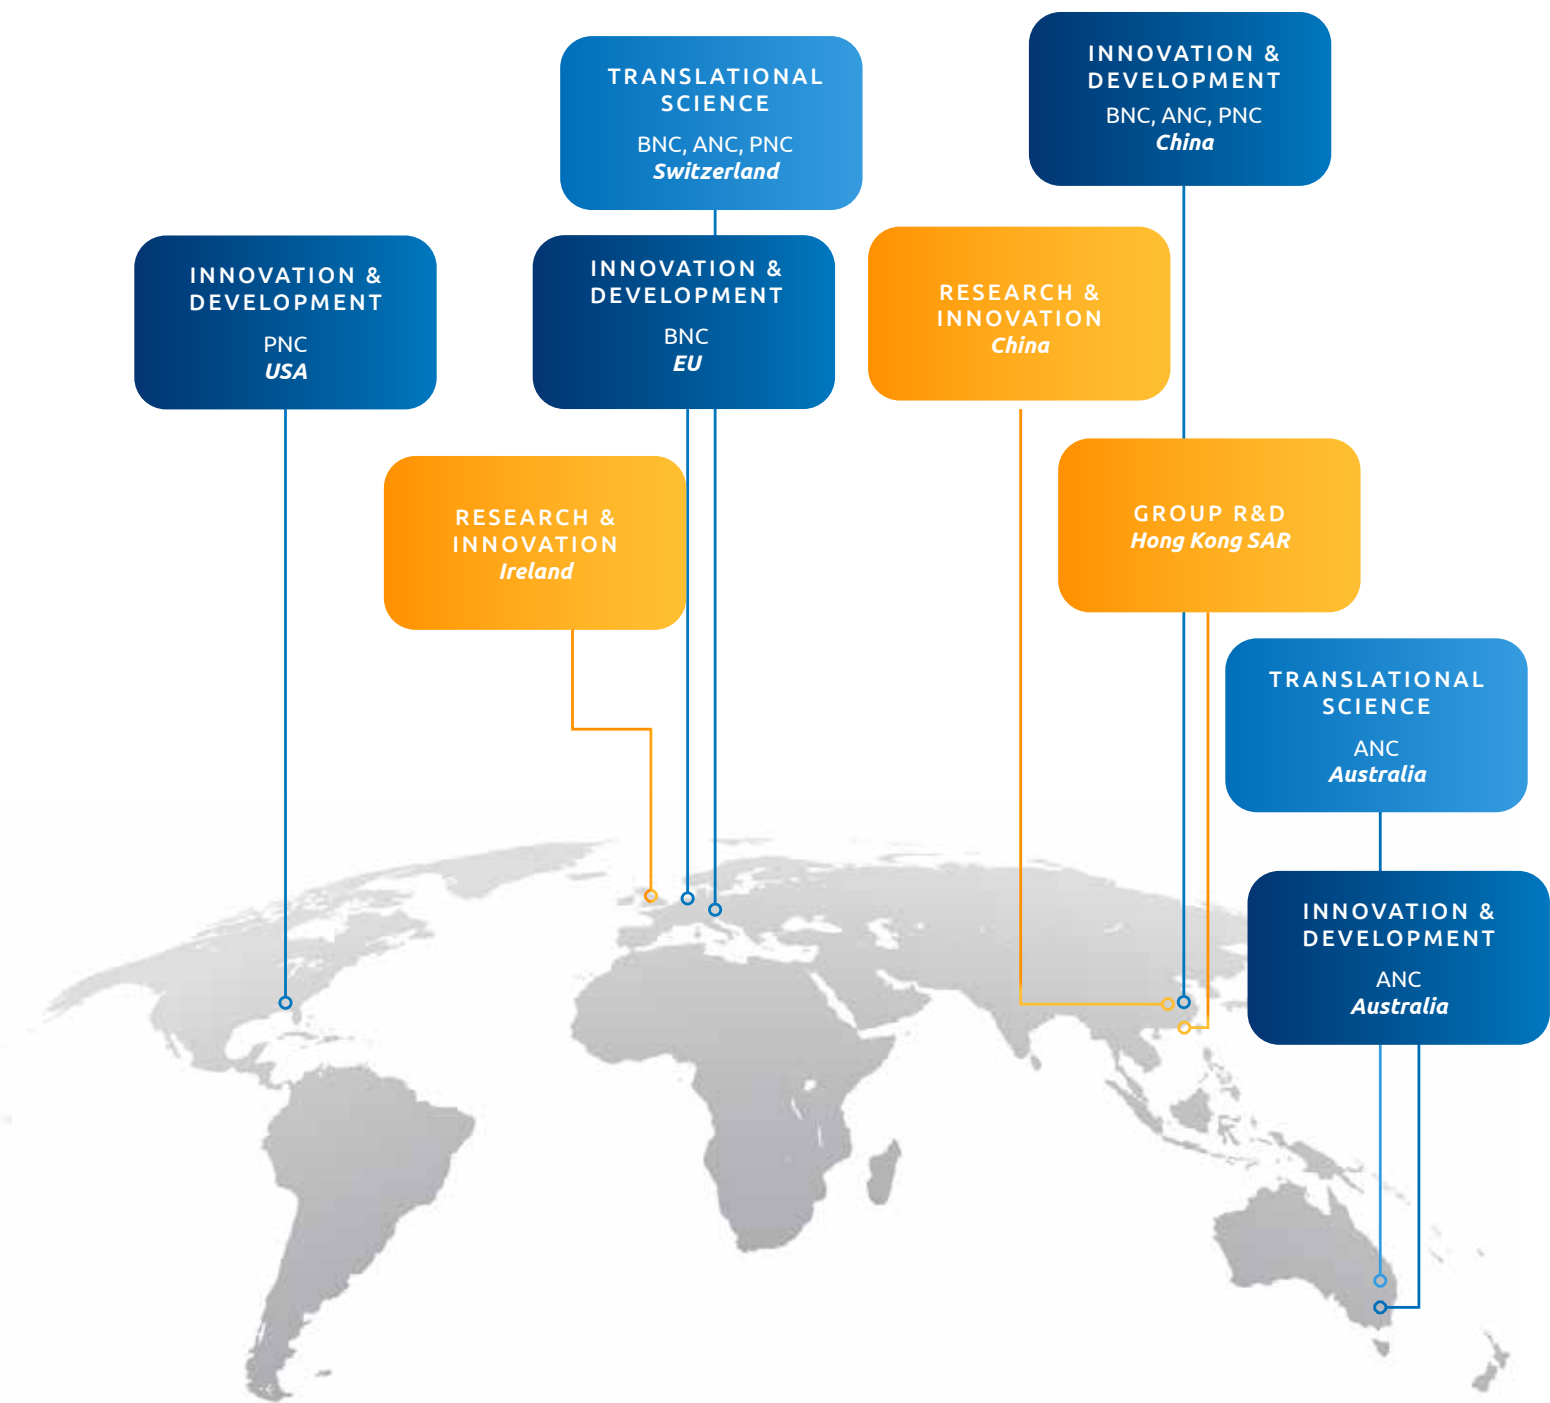 TRANSLATIONAL
SCIENCE
BNC, ANC, PNC
Switzerland
INNOVATION &
DEVELOPMENT
BNC, ANC, PNC
China
INNOVATION &
DEVELOPMENT
PNC
USA
INNOVATION &
DEVELOPMENT
BNC
EU
RESEARCH &
INNOVATION
China
RESEARCH &
INNOVATION
Ireland
GROUP R&D
Hong Kong SAR
TRANSLATIONAL
SCIENCE
ANC
Australia
INNOVATION &
DEVELOPMENT
ANC
Australia